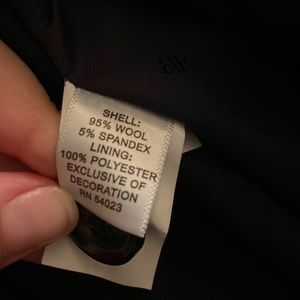 SHELL:
95% WOOL
5% SPANDEX
LINING:
100% POLYESTER
EXCLUSIVE OF
DECORATION
RN 54023